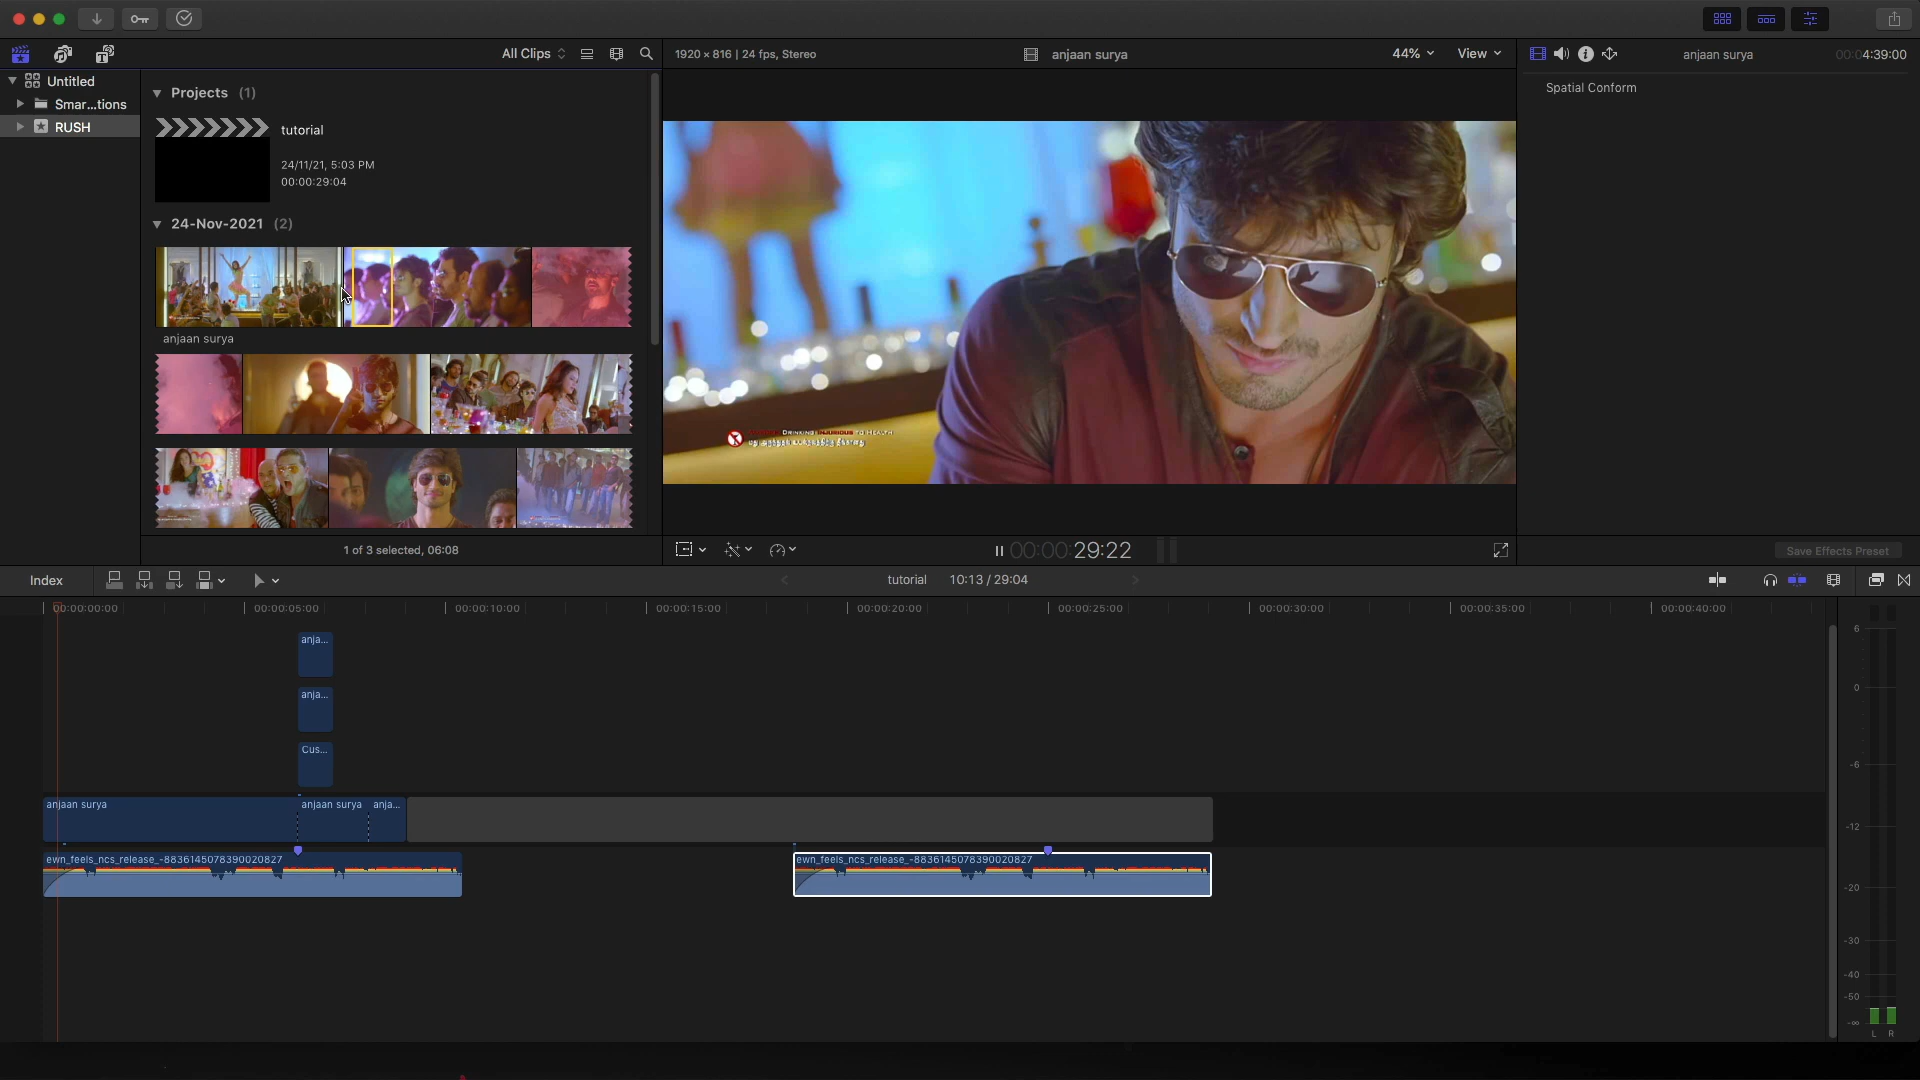 All Clips
1920 × 816 | 24 fps, Stereo
anjaan surya
44%
View
anjaan surya
00:04:39:00
Untitled
Smar...tions
RUSH
Projects (1)
tutorial
24/11/21, 5:03 PM
00:00:29:04
24-Nov-2021 (2)
anjaan surya
Spatial Conform
DRINKING INJURIOUS TO HEALTH
1 of 3 selected, 06:08
00:00:29:22
Save Effects Preset
Index
tutorial 10:13 / 29:04
00:00:00:00 00:00:05:00 00:00:10:00 00:00:15:00 00:00:20:00 00:00:25:00 00:00:30:00 00:00:35:00 00:00:40:00
anja...
anja...
Cus...
anjaan surya anjaan surya anja...
ewn_feels_ncs_release_-8836145078390020827
ewn_feels_ncs_release_-8836145078390020827
6
0
-6
-12
-20
-30
-40
-50
-∞
L R